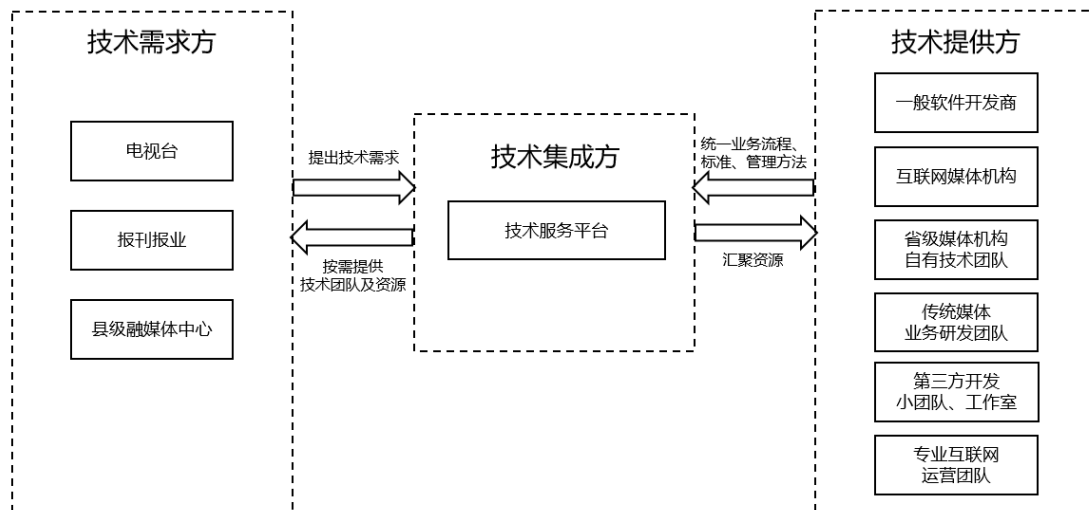 技术需求方
电视台
报刊报业
县级融媒体中心
提出技术需求
按需提供
技术团队及资源
技术集成方
技术服务平台
统一业务流程、
标准、管理方法
汇聚资源
技术提供方
一般软件开发商
互联网媒体机构
省级媒体机构
自有技术团队
传统媒体
业务研发团队
第三方开发
小团队、工作室
专业互联网
运营团队